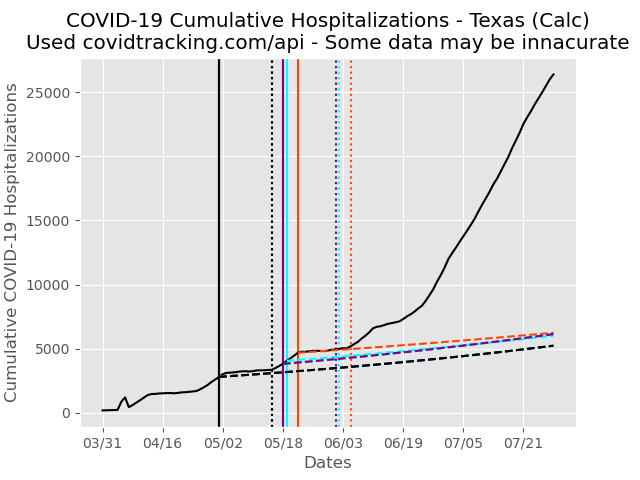 COVID-19 Cumulative Hospitalizations - Texas (Calc)
Used covidtracking.com/api - Some data may be innacurate
Cumulative COVID-19 Hospitalizations
25000
20000
15000
10000
5000
0
03/31 04/16 05/02 05/18 06/03 06/19 07/05 07/21
Dates